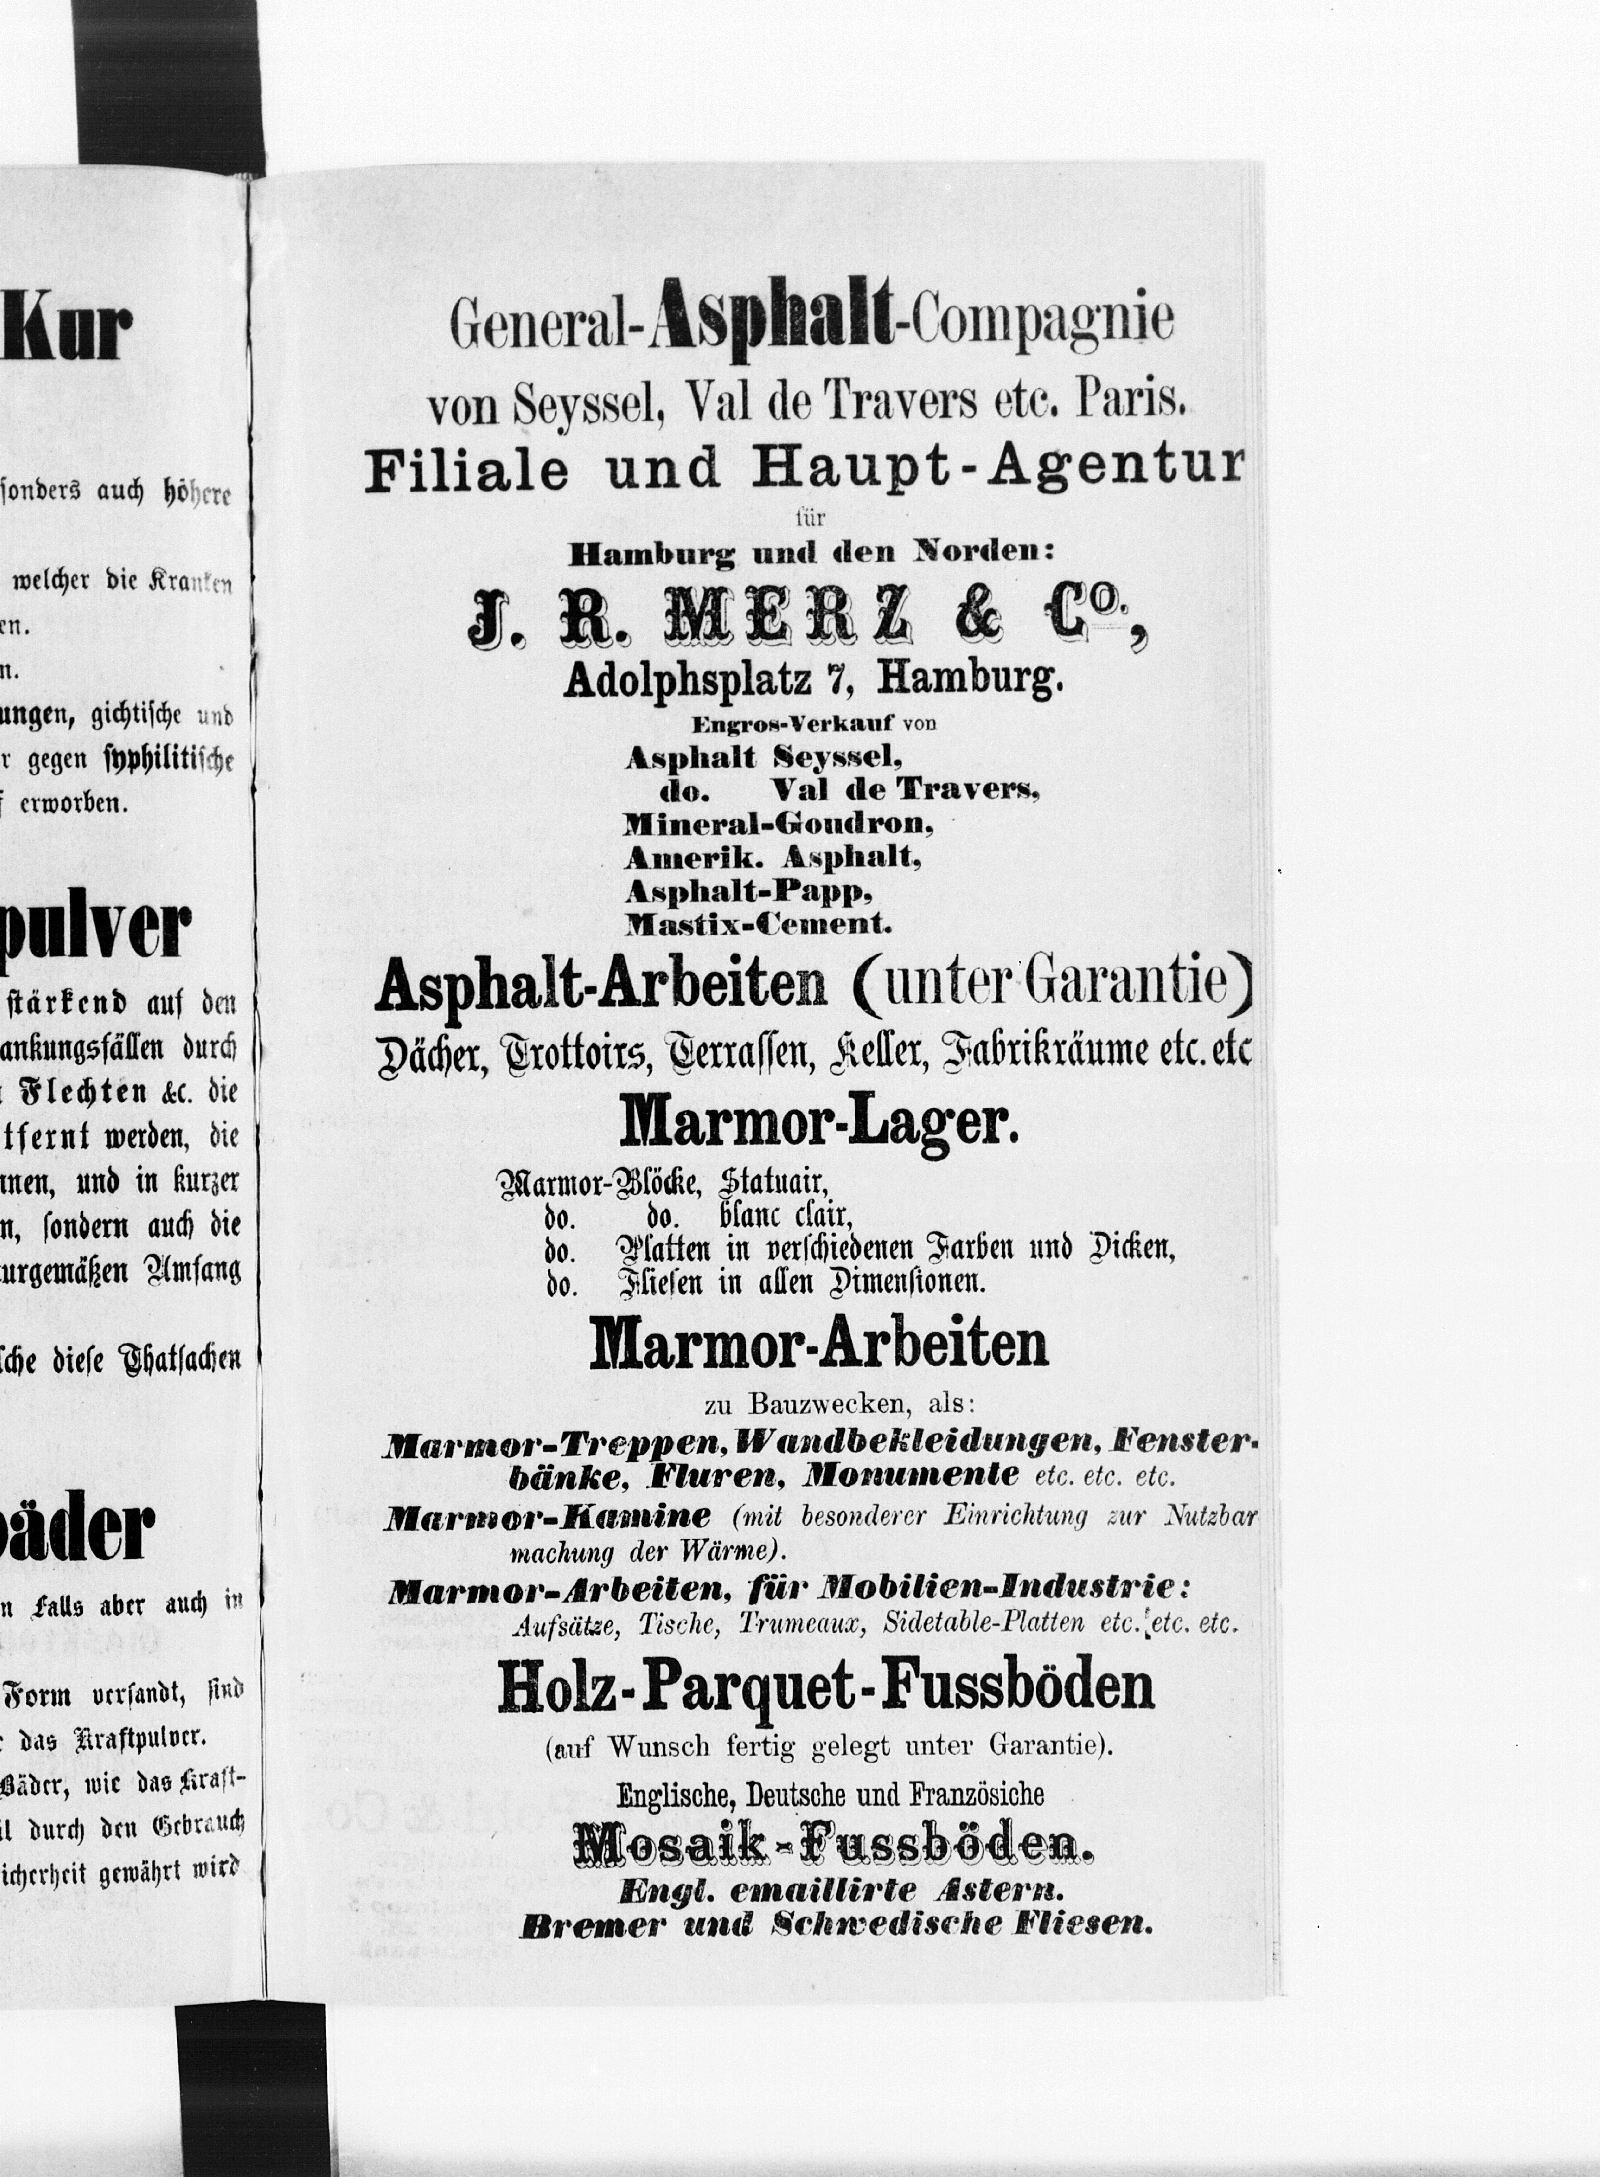 Kur
sonders auch höhere
welcher die Kranken
en.
n.
ungen, gichtische und
r gegen syphilitische
erworben.
pulver
stärkend auf den
ankungsfällen durch
Flechten &c. die
tfernt werden, die
nnen, und in kurzer
n, sondern auch die
urgemäßen Umfang
sche diese Thatsachen
bäder
n Falls aber auch in
Form versandt, sind
das Kraftpulver.
Bäder, wie das Kraft-
il durch den Gebrauch
icherheit gewährt wird
General-Asphalt-Compagnie
von Seyssel, Val de Travers etc. Paris.
Filiale und Haupt-Agentur
für
Hamburg und den Norden:
J. R. MERZ & Co.,
Adolphsplatz 7, Hamburg.
Engros-Verkauf von
Asphalt Seyssel,
do. Val de Travers,
Mineral-Goudron,
Amerik. Asphalt,
Asphalt-Papp,
Mastix-Cement.
Asphalt-Arbeiten (unter Garantie)
Dächer, Trottoirs, Terrassen, Keller, Fabrikräume etc. etc
Marmor-Lager.
Marmor-Blöcke, Statuair,
do. do. blanc clair,
do. Platten in verschiedenen Farben und Dicken,
do. Fliesen in allen Dimensionen.
Marmor-Arbeiten
zu Bauzwecken, als:
Marmor-Treppen, Wandbekleidungen, Fenster-
bänke, Fluren, Monumente etc. etc. etc.
Marmor-Kamine (mit besonderer Einrichtung zur Nutzbar
machung der Wärme).
Marmor-Arbeiten, für Mobilien-Industrie:
Aufsätze, Tische, Trumeaux, Sidetable-Platten etc. etc. etc.
Holz-Parquet-Fussböden
(auf Wunsch fertig gelegt unter Garantie).
Englische, Deutsche und Französiche
Mosaik-Fussböden.
Engl. emaillirte Astern.
Bremer und Schwedische Fliesen.